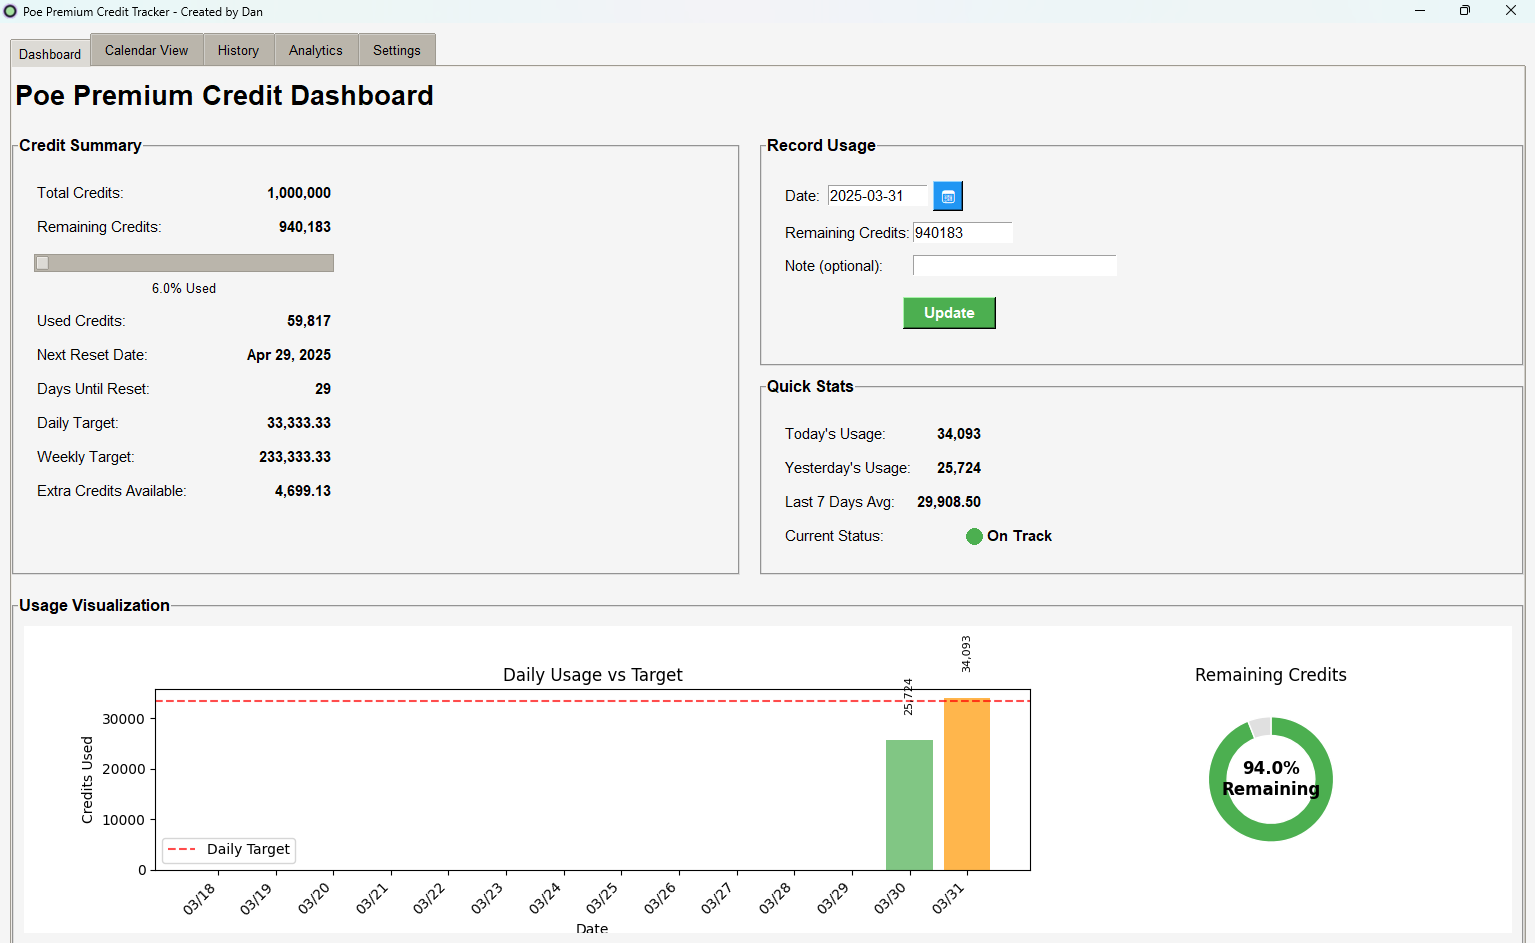 Poe Premium Credit Tracker - Created by Dan
Dashboard
Calendar View
History
Analytics
Settings
Poe Premium Credit Dashboard
Credit Summary
Total Credits: 1,000,000
Remaining Credits: 940,183
6.0% Used
Used Credits: 59,817
Next Reset Date: Apr 29, 2025
Days Until Reset: 29
Daily Target: 33,333.33
Weekly Target: 233,333.33
Extra Credits Available: 4,699.13
Record Usage
Date: 2025-03-31
Remaining Credits: 940183
Note (optional):
Update
Quick Stats
Today's Usage: 34,093
Yesterday's Usage: 25,724
Last 7 Days Avg: 29,908.50
Current Status: On Track
Usage Visualization
Daily Usage vs Target
34,093
25,724
Credits Used
30000
20000
10000
0
Daily Target
03/18
03/19
03/20
03/21
03/22
03/23
03/24
03/25
03/26
03/27
03/28
03/29
03/30
03/31
Date
Remaining Credits
94.0%
Remaining